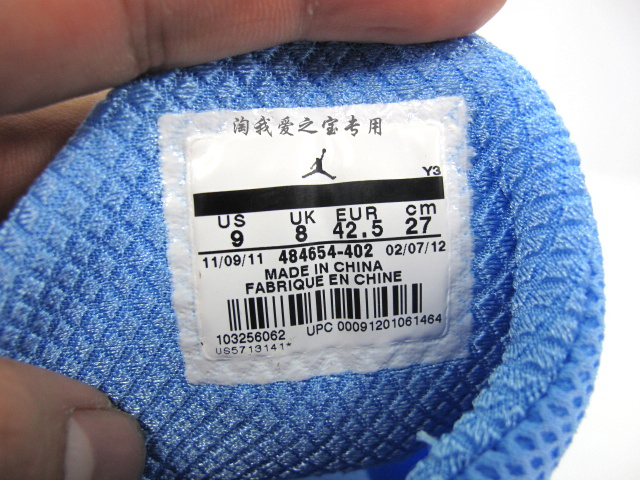 淘我爱之宝专用
Y3
US UK EUR cm
9 8 42.5 27
11/09/11 484654-402 02/07/12
MADE IN CHINA
FABRIQUE EN CHINE
103256062 UPC 00091201061464
US5713141*